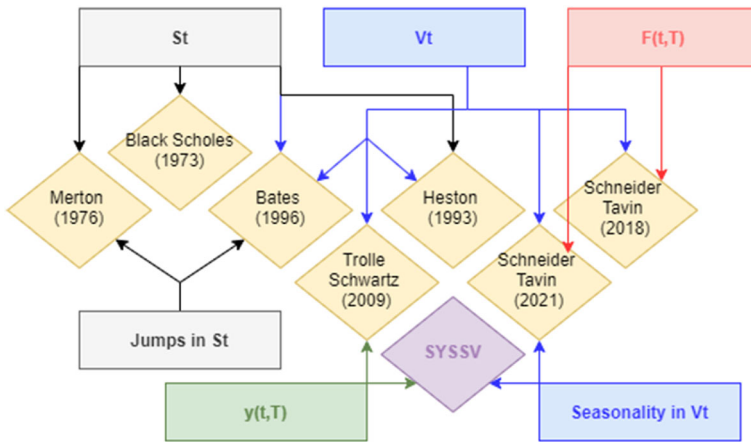 St
Vt
F(t,T)
Black Scholes
(1973)
Merton
(1976)
Bates
(1996)
Heston
(1993)
Schneider
Tavin
(2018)
Trolle
Schwartz
(2009)
Schneider
Tavin
(2021)
Jumps in St
SYSSV
y(t,T)
Seasonality in Vt